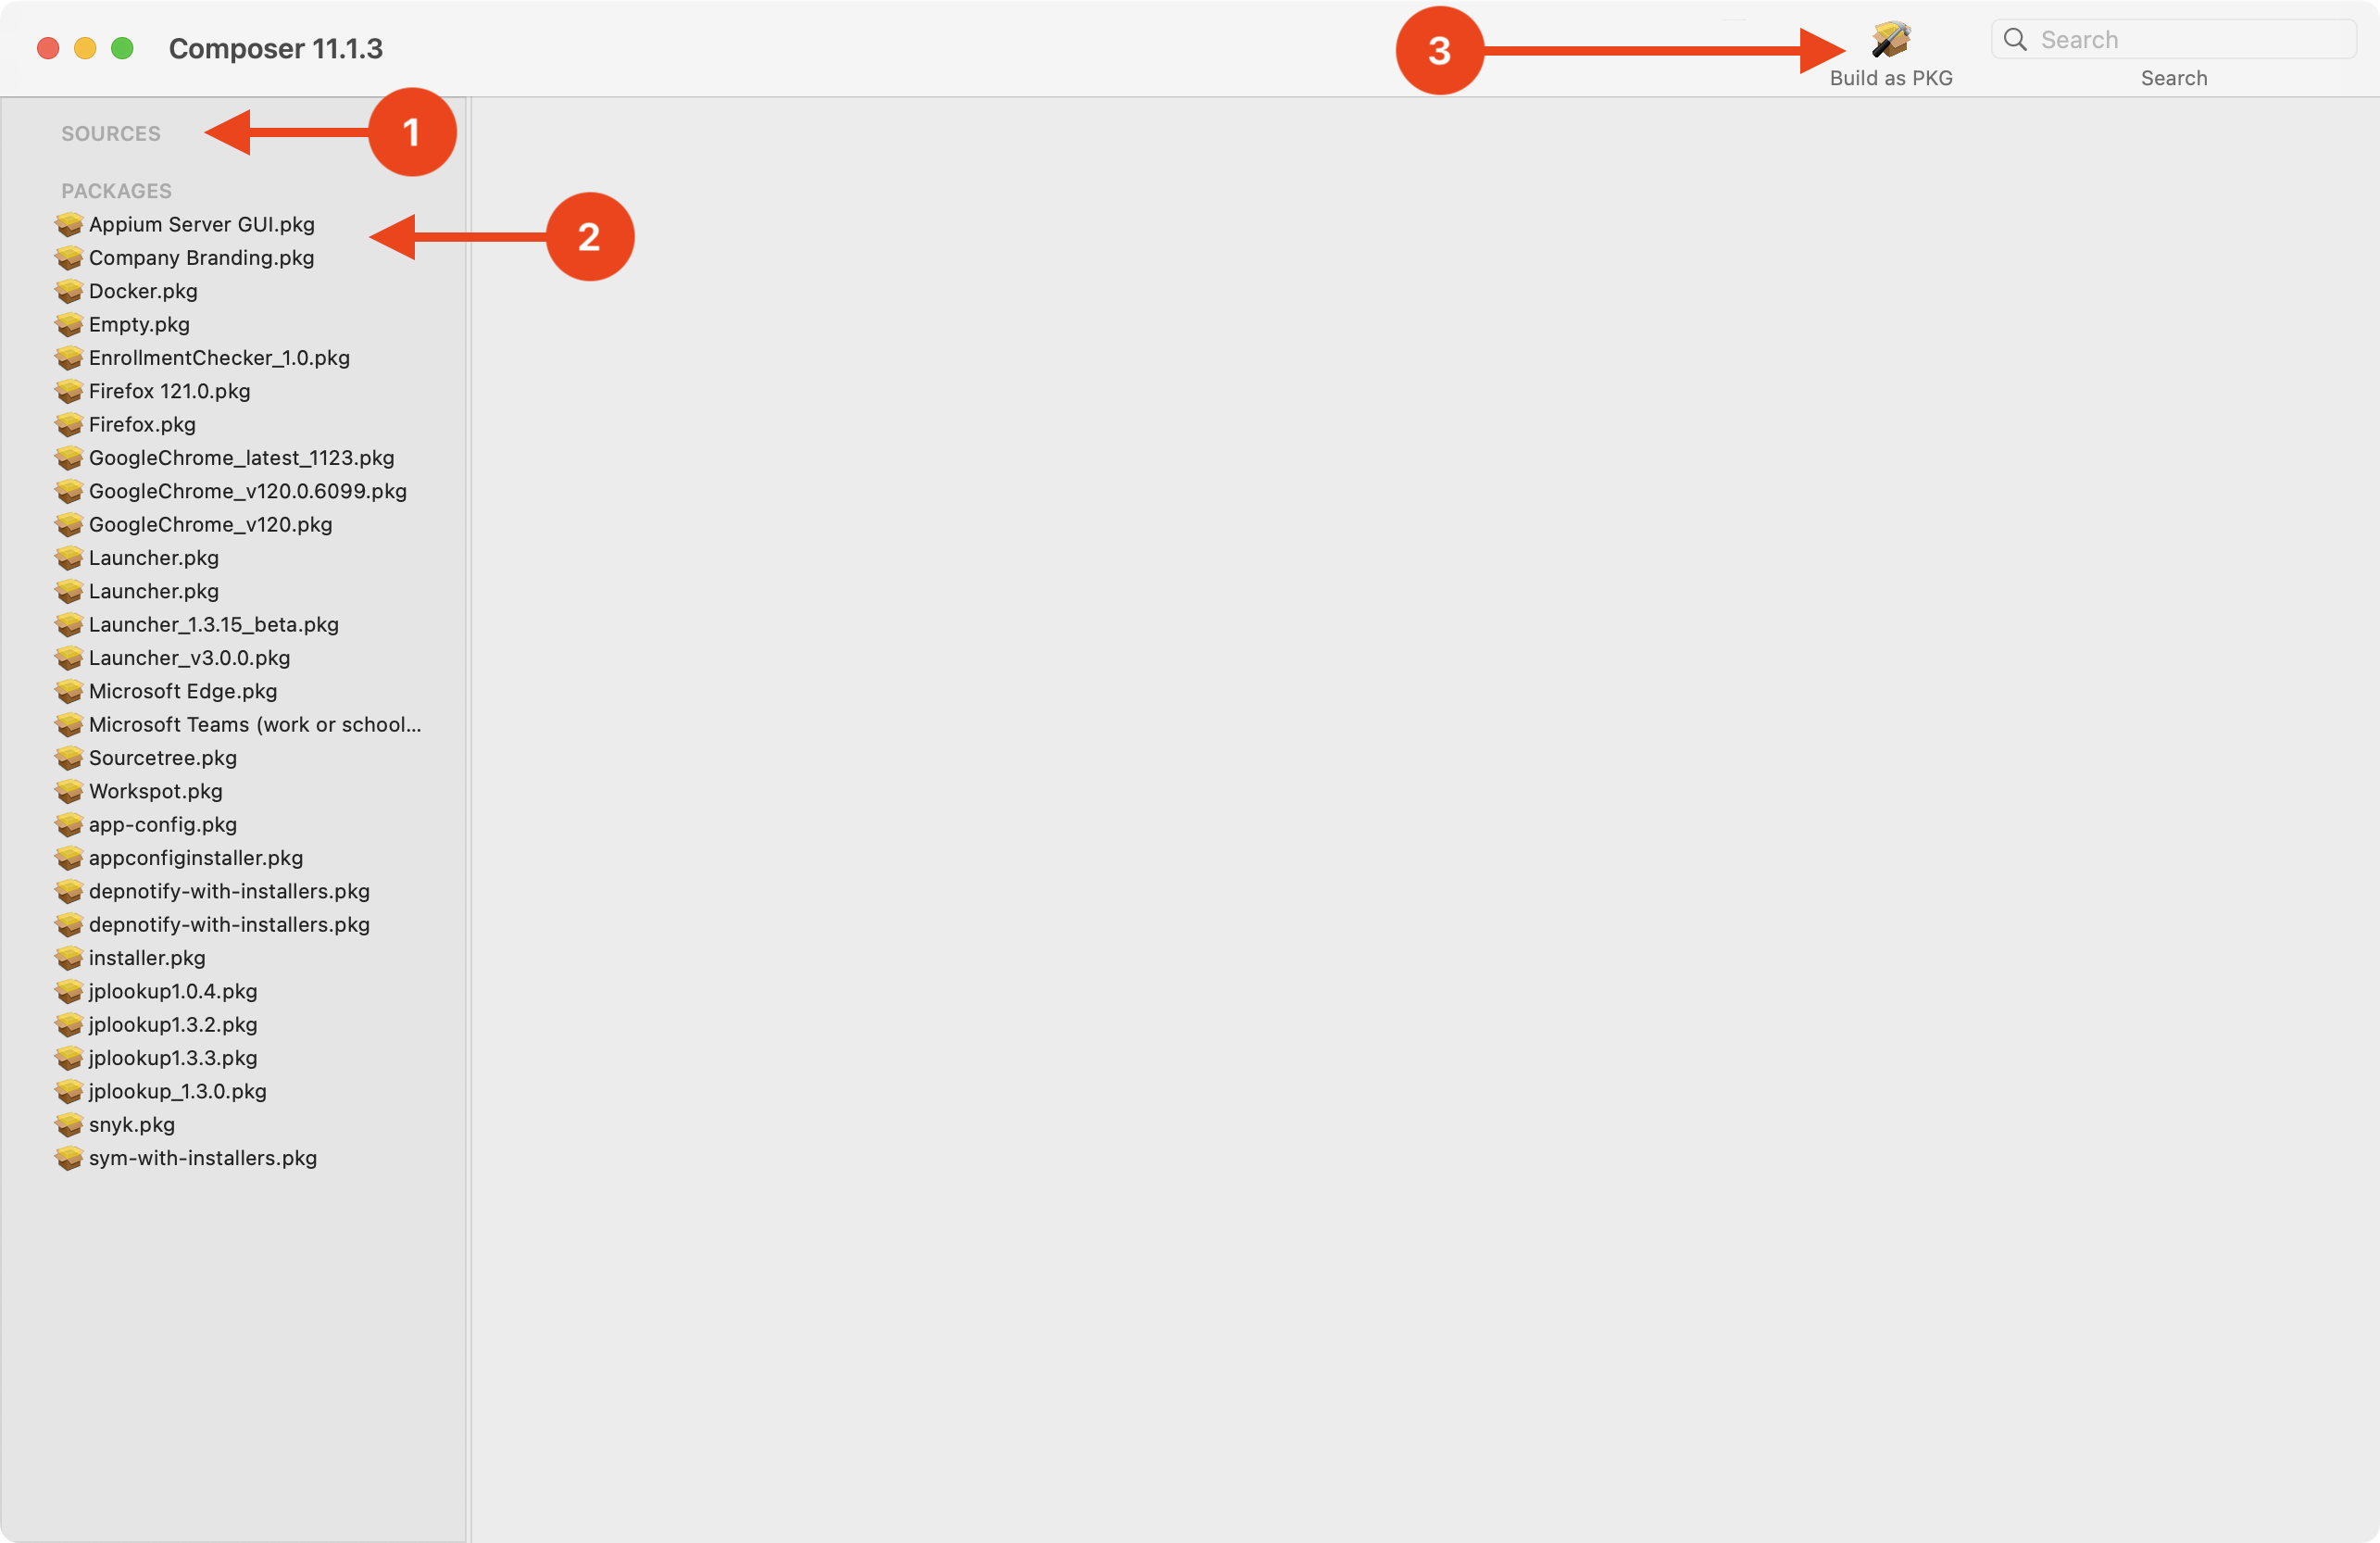 Composer 11.1.3
3
Build as PKG
Search
Search
SOURCES
1
PACKAGES
2
Appium Server GUI.pkg
Company Branding.pkg
Docker.pkg
Empty.pkg
EnrollmentChecker_1.0.pkg
Firefox 121.0.pkg
Firefox.pkg
GoogleChrome_latest_1123.pkg
GoogleChrome_v120.0.6099.pkg
GoogleChrome_v120.pkg
Launcher.pkg
Launcher.pkg
Launcher_1.3.15_beta.pkg
Launcher_v3.0.0.pkg
Microsoft Edge.pkg
Microsoft Teams (work or school...
Sourcetree.pkg
Workspot.pkg
app-config.pkg
appconfiginstaller.pkg
depnotify-with-installers.pkg
depnotify-with-installers.pkg
installer.pkg
jplookup1.0.4.pkg
jplookup1.3.2.pkg
jplookup1.3.3.pkg
jplookup_1.3.0.pkg
snyk.pkg
sym-with-installers.pkg